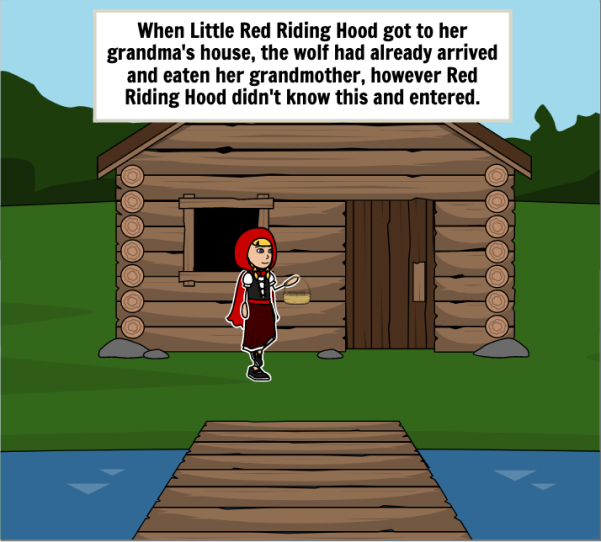 When Little Red Riding Hood got to her
grandma's house, the wolf had already arrived
and eaten her grandmother, however Red
Riding Hood didn't know this and entered.